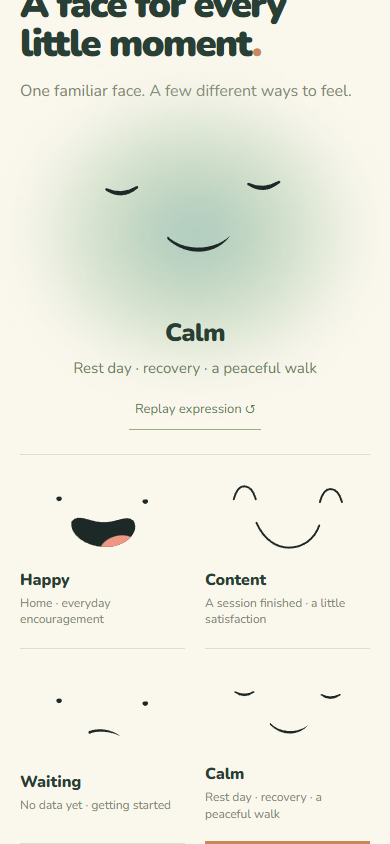 A face for every
little moment.
One familiar face. A few different ways to feel.
Calm
Rest day · recovery · a peaceful walk
Replay expression ↺
Happy
Home · everyday
encouragement
Content
A session finished · a little
satisfaction
Waiting
No data yet · getting started
Calm
Rest day · recovery · a
peaceful walk